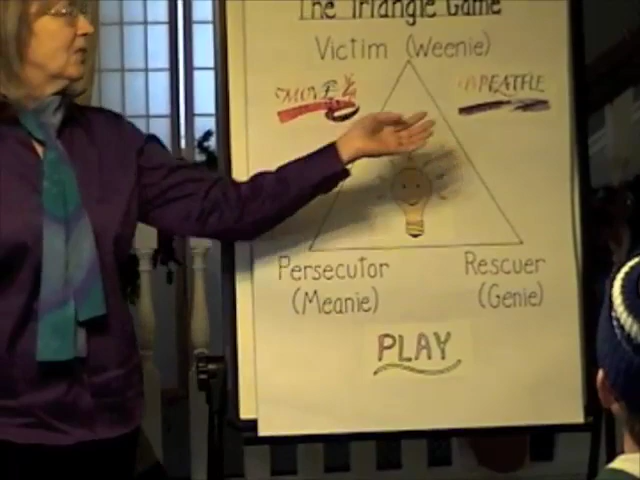 The Triangle Game
Victim (Weenie)
MOVE
BREATHE
Persecutor
(Meanie)
Rescuer
(Genie)
PLAY